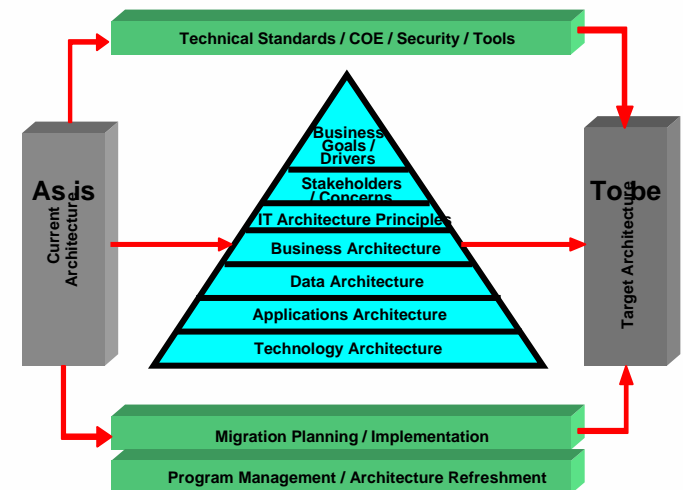 Technical Standards / COE / Security / Tools
Business
Goals /
Drivers
As is
Current
Architecture
Stakeholders
/ Concerns
IT Architecture Principles
Business Architecture
Data Architecture
Applications Architecture
Technology Architecture
To be
Target Architecture
Migration Planning / Implementation
Program Management / Architecture Refreshment